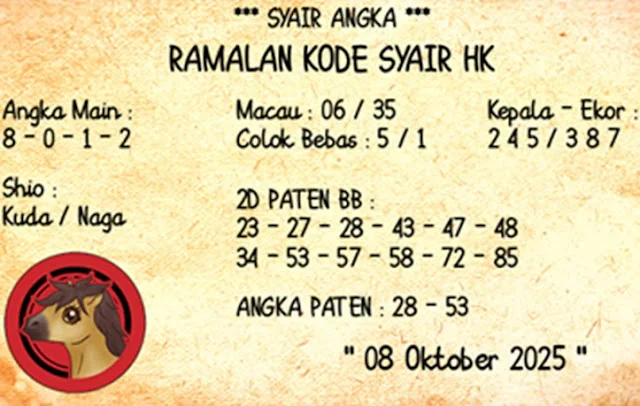 *** SYAIR ANGKA ***
RAMALAN KODE SYAIR HK
Angka Main :
8 - 0 - 1 - 2
Macau : 06 / 35
Colok Bebas : 5 / 1
Kepala - Ekor :
2 4 5 / 3 8 7
Shio :
Kuda / Naga
2D PATEN BB :
23 - 27 - 28 - 43 - 47 - 48
34 - 53 - 57 - 58 - 72 - 85
ANGKA PATEN : 28 - 53
" 08 Oktober 2025 "